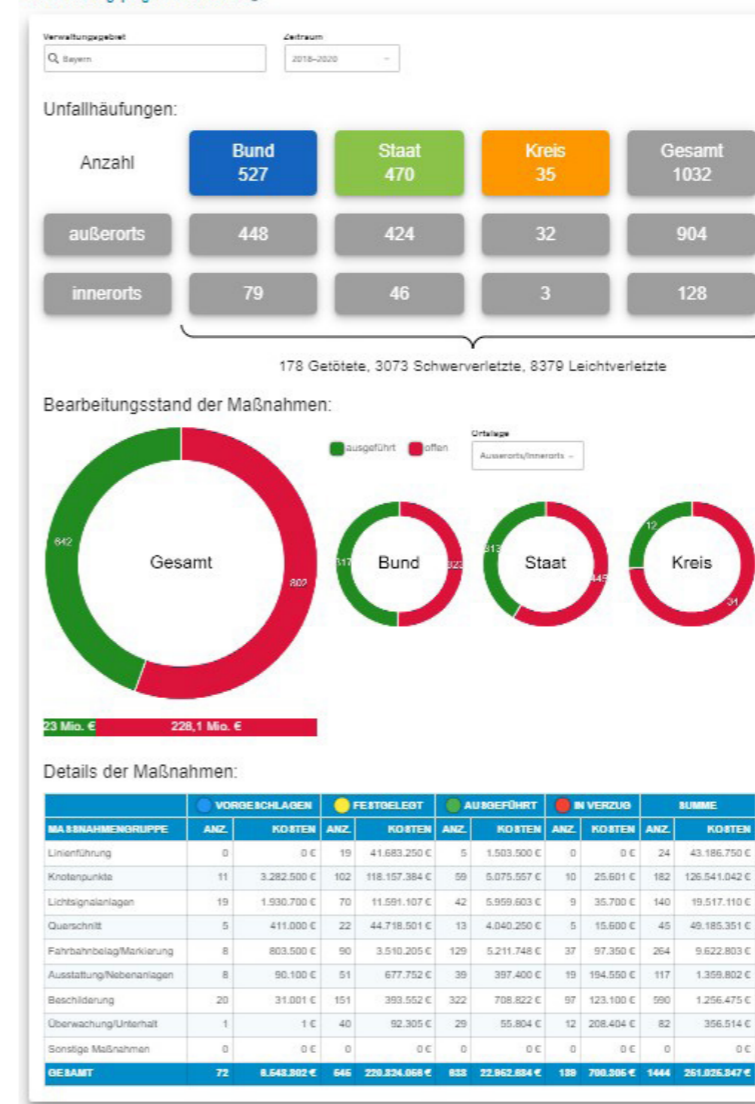 Verwaltungsgebiet Zeitraum
Bayern 2018–2020
Unfallhäufungen:
Anzahl Bund 527 Staat 470 Kreis 35 Gesamt 1032
außerorts 448 424 32 904
innerorts 79 46 3 128
178 Getötete, 3073 Schwerverletzte, 8379 Leichtverletzte
Bearbeitungsstand der Maßnahmen:
ausgeführt offen Ortslage
Ausserorts/Innerorts
642 Gesamt 802
317 Bund 323
313 Staat 445
12 Kreis 31
23 Mio. € 228,1 Mio. €
Details der Maßnahmen:
VORGESCHLAGEN FESTGELEGT AUSGEFÜHRT IN VERZUG SUMME
MASSNAHMENGRUPPE ANZ. KOSTEN ANZ. KOSTEN ANZ. KOSTEN ANZ. KOSTEN ANZ. KOSTEN
Linienführung 0 0 € 19 41.683.250 € 5 1.503.500 € 0 0 € 24 43.186.750 €
Knotenpunkte 11 3.282.500 € 102 118.157.384 € 59 5.075.557 € 10 25.601 € 182 126.541.042 €
Lichtsignalanlagen 19 1.930.700 € 70 11.591.107 € 42 5.959.603 € 9 35.700 € 140 19.517.110 €
Querschnitt 5 411.000 € 22 44.718.501 € 13 4.040.250 € 5 15.600 € 45 49.185.351 €
Fahrbahnbelag/Markierung 8 803.500 € 90 3.510.205 € 129 5.211.748 € 37 97.350 € 264 9.622.803 €
Ausstattung/Nebenanlagen 8 90.100 € 51 677.752 € 39 397.400 € 19 194.550 € 117 1.359.802 €
Beschilderung 20 31.001 € 151 393.552 € 322 708.822 € 97 123.100 € 590 1.256.475 €
Überwachung/Unterhalt 1 1 € 40 92.305 € 29 55.804 € 12 208.404 € 82 356.514 €
Sonstige Maßnahmen 0 0 € 0 0 € 0 0 € 0 0 € 0 0 €
GESAMT 72 545 220.824.056 € 189 1444